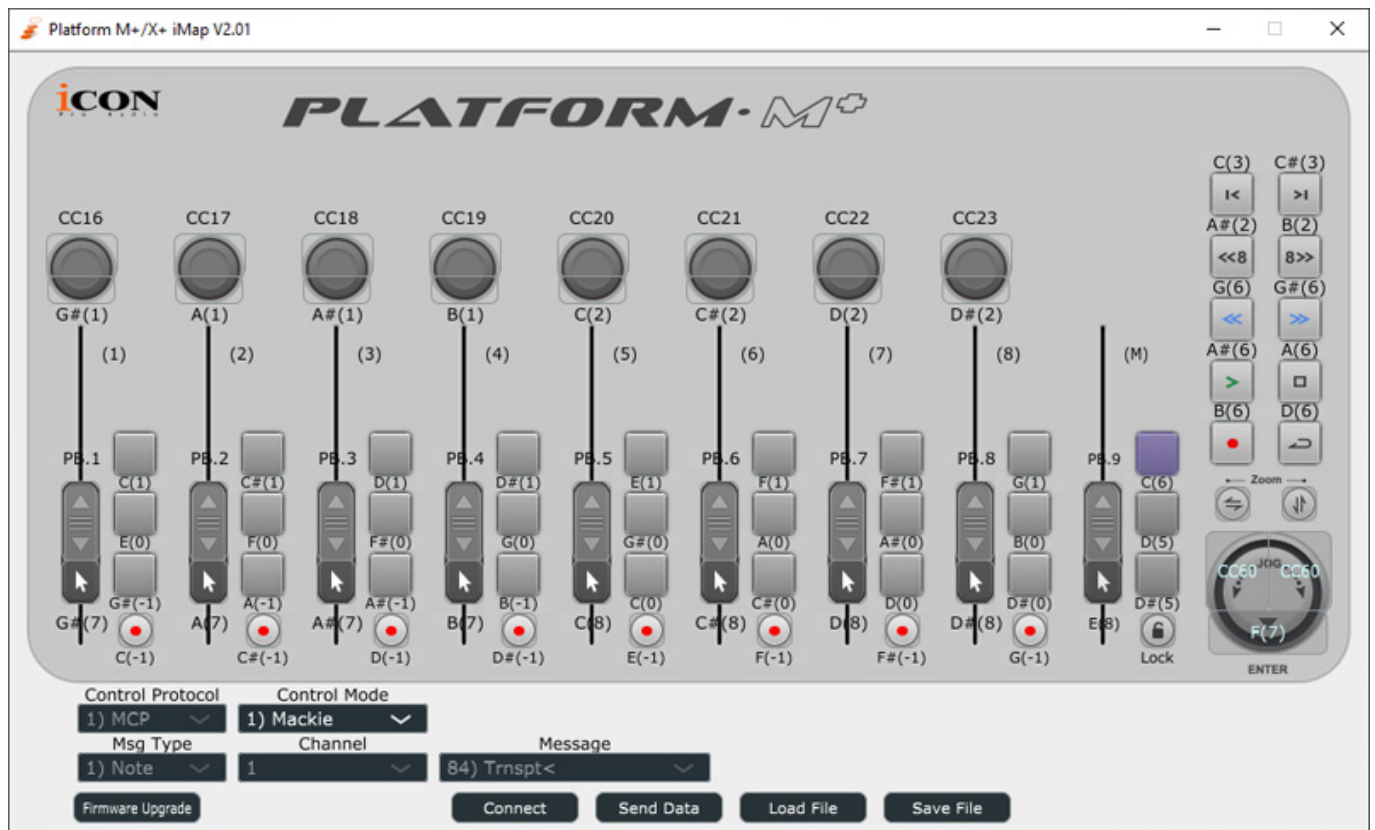 Platform M+/X+ iMap V2.01
iCON
Pro Audio
PLATFORM·M+
C(3) C#(3)
I< >I
CC16 CC17 CC18 CC19 CC20 CC21 CC22 CC23
A#(2) B(2)
<<8 8>>
G(6) G#(6)
<< >>
G#(1) A(1) A#(1) B(1) C(2) C#(2) D(2) D#(2)
(1) (2) (3) (4) (5) (6) (7) (8) (M)
A#(6) A(6)
>
B(6) D(6)
PB.1 PB.2 PB.3 PB.4 PB.5 PB.6 PB.7 PB.8 PB.9
C(1) C#(1) D(1) D#(1) E(1) F(1) F#(1) G(1) C(6)
Zoom
E(0) F(0) F#(0) G(0) G#(0) A(0) A#(0) B(0) D(5)
JOG
CC60 CC60
G#(-1) A(-1) A#(-1) B(-1) C(0) C#(0) D(0) D#(0) D#(5)
G#(7) A(7) A#(7) B(7) C(8) C#(8) D(8) D#(8) E(8)
F(7)
C(-1) C#(-1) D(-1) D#(-1) E(-1) F(-1) F#(-1) G(-1) Lock
ENTER
Control Protocol Control Mode
1) MCP 1) Mackie
Msg Type Channel Message
1) Note 1 84) Trnspt<
Firmware Upgrade Connect Send Data Load File Save File